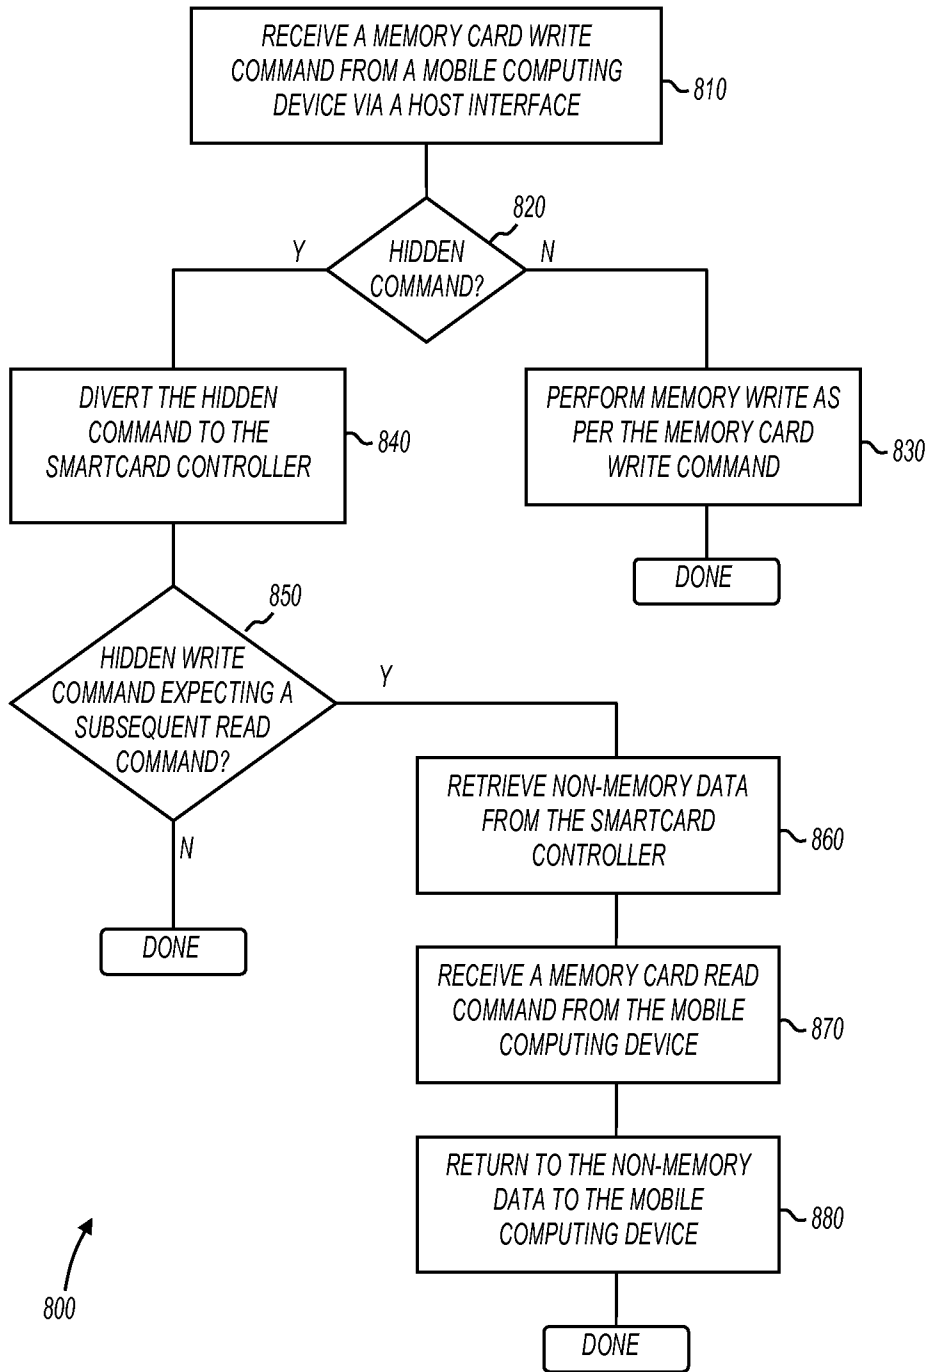 RECEIVE A MEMORY CARD WRITE
COMMAND FROM A MOBILE COMPUTING
DEVICE VIA A HOST INTERFACE
810
820
HIDDEN
COMMAND?
Y
N
DIVERT THE HIDDEN
COMMAND TO THE
SMARTCARD CONTROLLER
840
PERFORM MEMORY WRITE AS
PER THE MEMORY CARD
WRITE COMMAND
830
DONE
850
HIDDEN WRITE
COMMAND EXPECTING A
SUBSEQUENT READ
COMMAND?
Y
N
DONE
RETRIEVE NON-MEMORY DATA
FROM THE SMARTCARD
CONTROLLER
860
RECEIVE A MEMORY CARD READ
COMMAND FROM THE MOBILE
COMPUTING DEVICE
870
RETURN TO THE NON-MEMORY
DATA TO THE MOBILE
COMPUTING DEVICE
880
DONE
800